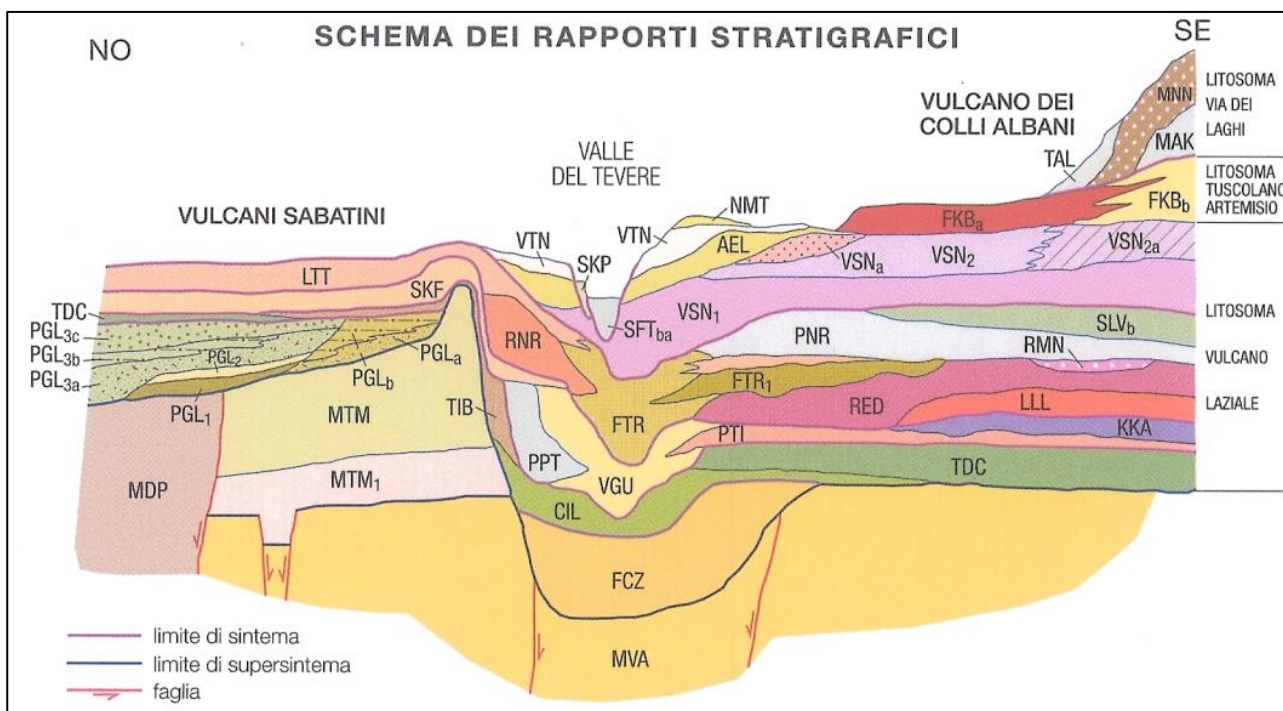 SCHEMA DEI RAPPORTI STRATIGRAFICI
NO
SE
VULCANI SABATINI
VALLE
DEL TEVERE
VULCANO DEI
COLLI ALBANI
LITOSOMA
VIA DEI
LAGHI
LITOSOMA
TUSCOLANO
ARTEMISIO
LITOSOMA
VULCANO
LAZIALE
MNN
MAK
TAL
FKBa
FKBb
NMT
VTN
VTN
SKP
AEL
VSNa
VSN2
VSN2a
LTT
SKF
TDC
PGL3c
PGL3b
PGL3a
PGL2
PGL1
PGLb
PGLa
RNR
SFTba
VSN1
PNR
SLVb
RMN
FTR1
FTR
RED
LLL
KKA
PTI
TDC
TIB
PPT
VGU
CIL
MTM
MTM1
MDP
FCZ
MVA
limite di sintema
limite di supersintema
faglia